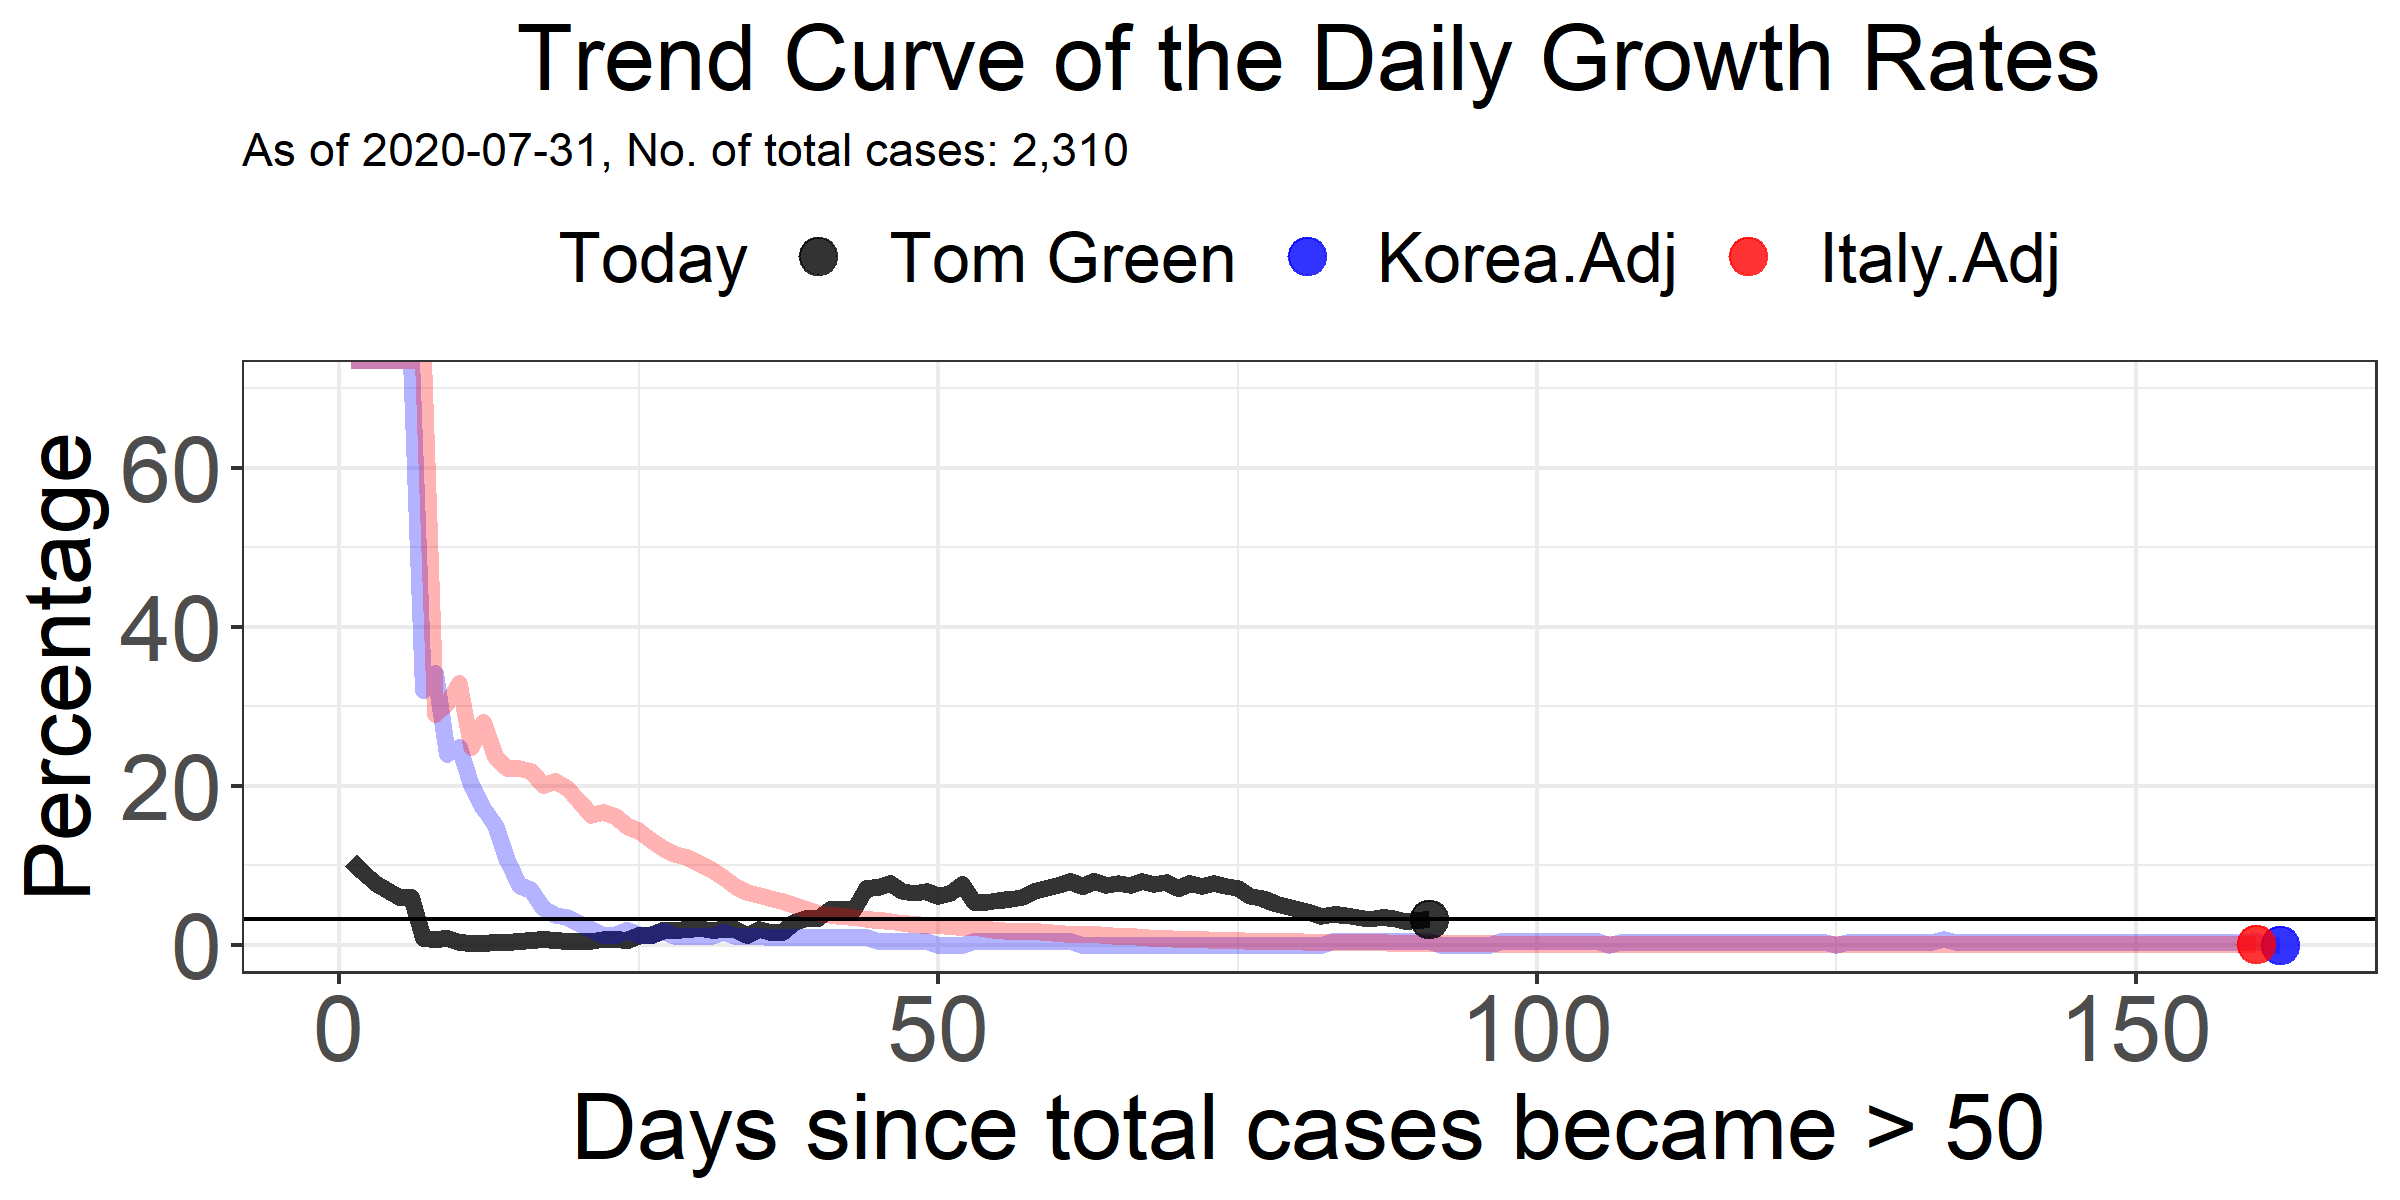 Trend Curve of the Daily Growth Rates
As of 2020-07-31, No. of total cases: 2,310
Today Tom Green Korea.Adj Italy.Adj
Percentage
60
40
20
0
0 50 100 150
Days since total cases became > 50